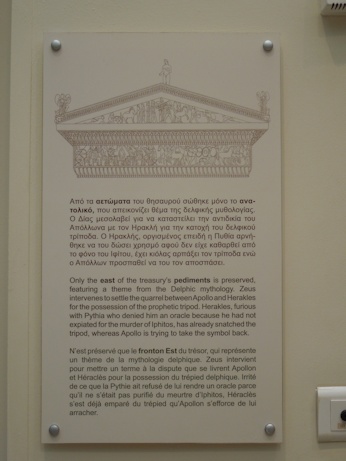 Από τα αετώματα του θησαυρού σώθηκε μόνο το ανα-
τολικό, που απεικονίζει θέμα της δελφικής μυθολογίας.
Ο Δίας μεσολαβεί για να καταστείλει την αντιδικία του
Απόλλωνα με τον Ηρακλή για την κατοχή του δελφικού
τρίποδα. Ο Ηρακλής, οργισμένος επειδή η Πυθία αρνή-
θηκε να του δώσει χρησμό αφού δεν είχε καθαρθεί από
το φόνο του Ιφίτου, έχει κιόλας αρπάξει τον τρίποδα ενώ
ο Απόλλων προσπαθεί να του τον αποσπάσει.
Only the east of the treasury's pediments is preserved,
featuring a theme from the Delphic mythology. Zeus
intervenes to settle the quarrel between Apollo and Herakles
for the possession of the prophetic tripod. Herakles, furious
with Pythia who denied him an oracle because he had not
expiated for the murder of Iphitos, has already snatched the
tripod, whereas Apollo is trying to take the symbol back.
N'est préservé que le fronton Est du trésor, qui représente
un thème de la mythologie delphique. Zeus intervient
pour mettre un terme à la dispute que se livrent Apollon
et Héraclès pour la possession du trépied delphique. Irrité
de ce que la Pythie ait refusé de lui rendre un oracle parce
qu'il ne s'était pas purifié du meurtre d'Iphitos, Héraclès
s'est déjà emparé du trépied qu'Apollon s'efforce de lui
arracher.